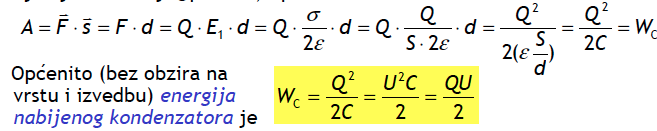 A = F⃗ · s⃗ = F · d = Q · E₁ · d = Q · σ/2ε · d = Q · Q/(S · 2ε) · d = Q²/(2(ε S/d)) = Q²/2C = W_C
Općenito (bez obzira na
vrstu i izvedbu) energija
nabijenog kondenzatora je
W_C = Q²/2C = U²C/2 = QU/2